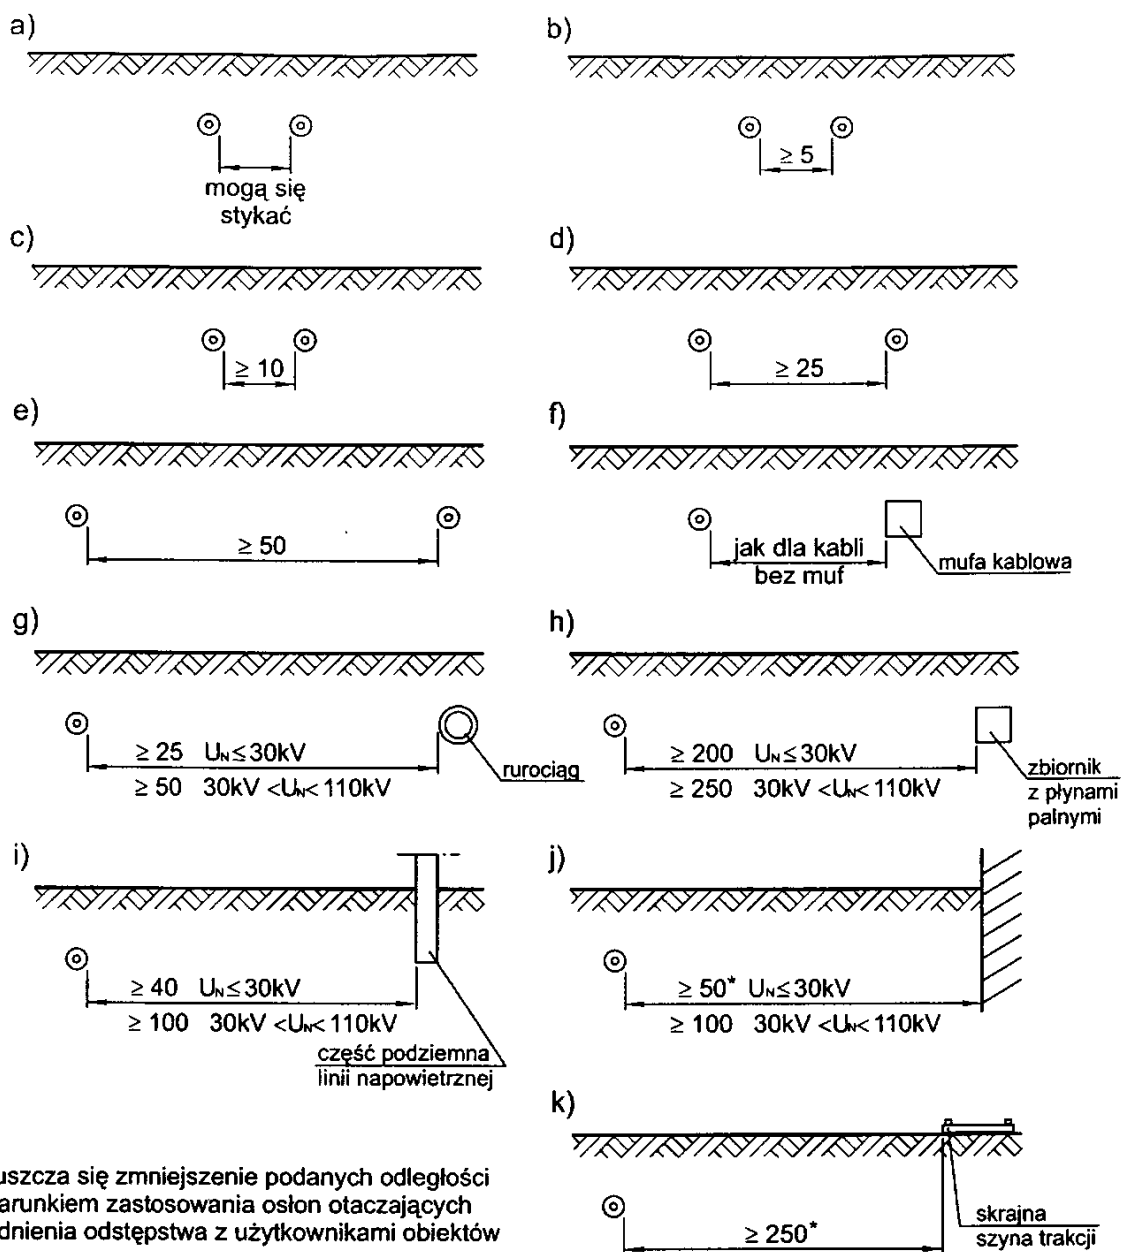 a)
mogą się
stykać
b)
≥ 5
c)
≥ 10
d)
≥ 25
e)
≥ 50
f)
jak dla kabli
bez muf
mufa kablowa
g)
≥ 25 UN ≤ 30kV
≥ 50 30kV < UN < 110kV
rurociąg
h)
≥ 200 UN ≤ 30kV
≥ 250 30kV < UN < 110kV
zbiornik
z płynami
palnymi
i)
≥ 40 UN ≤ 30kV
≥ 100 30kV < UN < 110kV
część podziemna
linii napowietrznej
j)
≥ 50* UN ≤ 30kV
≥ 100 30kV < UN < 110kV
k)
≥ 250*
skrajna
szyna trakcji
uszcza się zmniejszenie podanych odległości
arunkiem zastosowania osłon otaczających
dnienia odstępstwa z użytkownikami obiektów